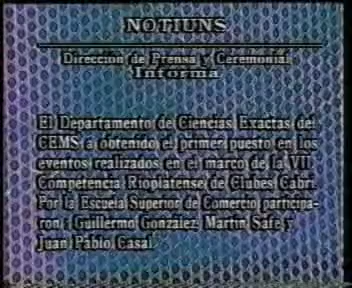 NOTIUNS
Dirección de Prensa y Ceremonial
Informa
El Departamento de Ciencias Exactas del
CEMS a obtenido el primer puesto en los
eventos realizados en el marco de la VII
Competencia Rioplatense de Clubes Cabri.
Por la Escuela Superior de Comercio participa-
ron : Guillermo González, Martín Safe y
Juan Pablo Casal